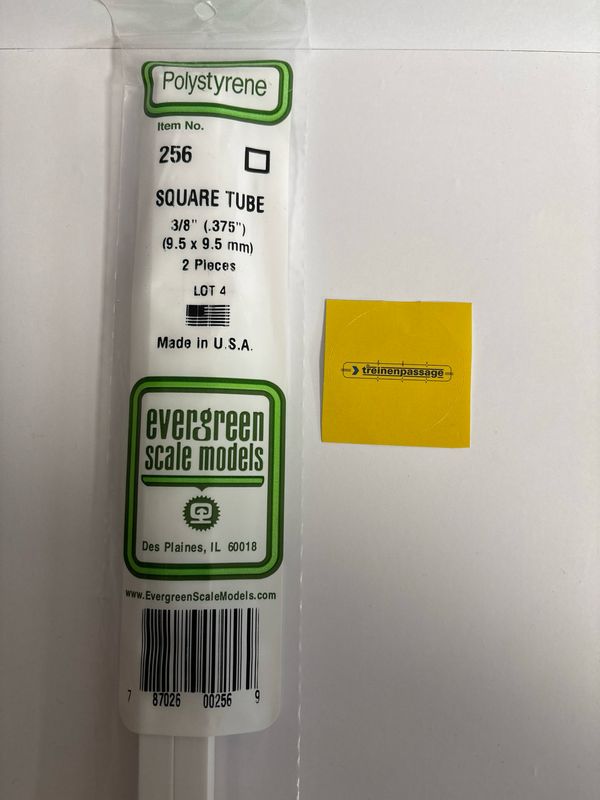 Polystyrene
Item No.
256
SQUARE TUBE
3/8" (.375")
(9.5 x 9.5 mm)
2 Pieces
LOT 4
Made in U.S.A.
evergreen
scale models
Des Plaines, IL 60018
www.EvergreenScaleModels.com
7 87026 00256 9
treinenpassage